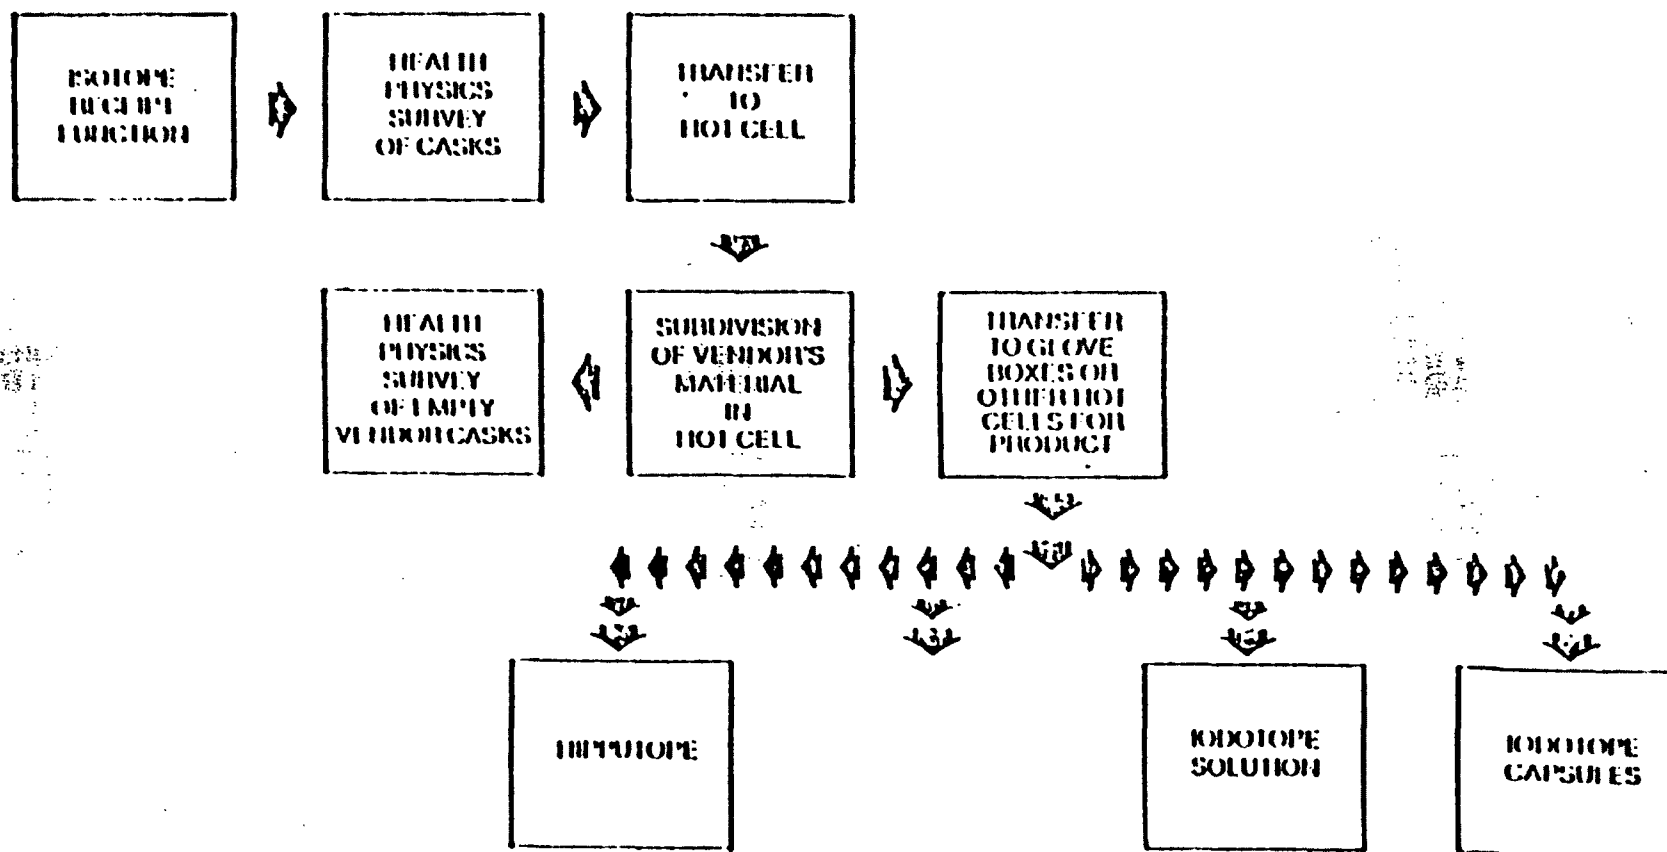 ISOTOPE
RECEIPT
FUNCTION
HEALTH
PHYSICS
SURVEY
OF CASKS
TRANSFER
TO
HOT CELL
HEALTH
PHYSICS
SURVEY
OF EMPTY
VENDOR CASKS
SUBDIVISION
OF VENDOR'S
MATERIAL
IN
HOT CELL
TRANSFER
TO GLOVE
BOXES OR
OTHER HOT
CELLS FOR
PRODUCT
HIPPUTOPE
IODOTOPE
SOLUTION
IODOTOPE
CAPSULES